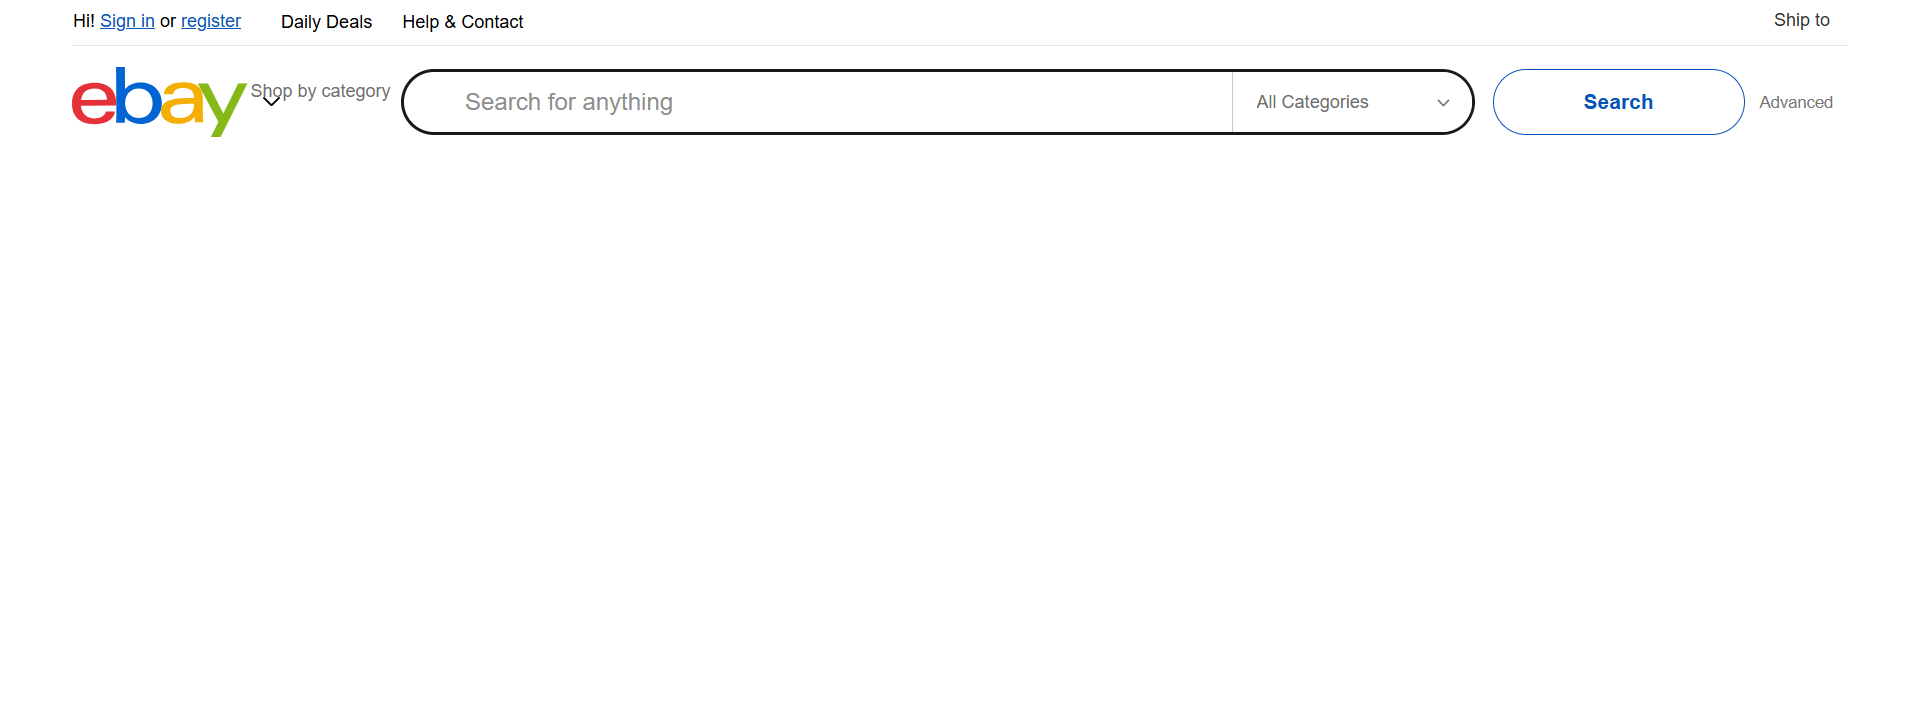 Hi! Sign in or register Daily Deals Help & Contact Ship to
ebay Shop by category Search for anything All Categories Search Advanced